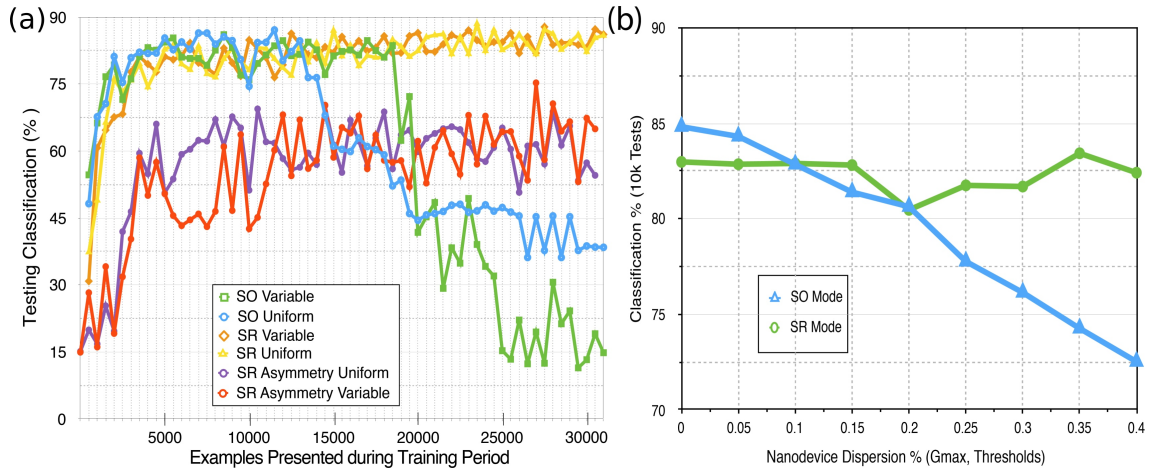 (a)
90
75
60
45
30
15
0
Testing Classification (%)
SO Variable
SO Uniform
SR Variable
SR Uniform
SR Asymmetry Uniform
SR Asymmetry Variable
5000 10000 15000 20000 25000 30000
Examples Presented during Training Period
(b)
90
85
80
75
70
Classification % (10k Tests)
SO Mode
SR Mode
0 0.05 0.1 0.15 0.2 0.25 0.3 0.35 0.4
Nanodevice Dispersion % (Gmax, Thresholds)